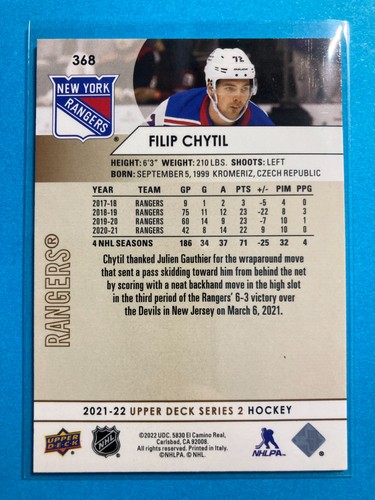 368
NEW YORK
RANGERS
72
FILIP CHYTIL
HEIGHT: 6'3" WEIGHT: 210 LBS. SHOOTS: LEFT
BORN: SEPTEMBER 5, 1999 KROMERIZ, CZECH REPUBLIC
YEAR TEAM GP G A PTS +/- PIM PPG
2017-18 RANGERS 9 1 2 3 -5 4 0
2018-19 RANGERS 75 11 12 23 -22 8 3
2019-20 RANGERS 60 14 9 23 -7 10 1
2020-21 RANGERS 42 8 14 22 9 10 0
4 NHL SEASONS 186 34 37 71 -25 32 4
Chytil thanked Julien Gauthier for the wraparound move
that sent a pass skidding toward him from behind the net
by scoring with a neat backhand move in the high slot
in the third period of the Rangers' 6-3 victory over
the Devils in New Jersey on March 6, 2021.
RANGERS®
2021-22 UPPER DECK SERIES 2 HOCKEY
UPPER DECK
NHL
©2022 UDC. 5830 El Camino Real,
Carlsbad, CA 92008.
All rights reserved. Printed in Italy.
©NHLPA. © NHL.
NHLPA